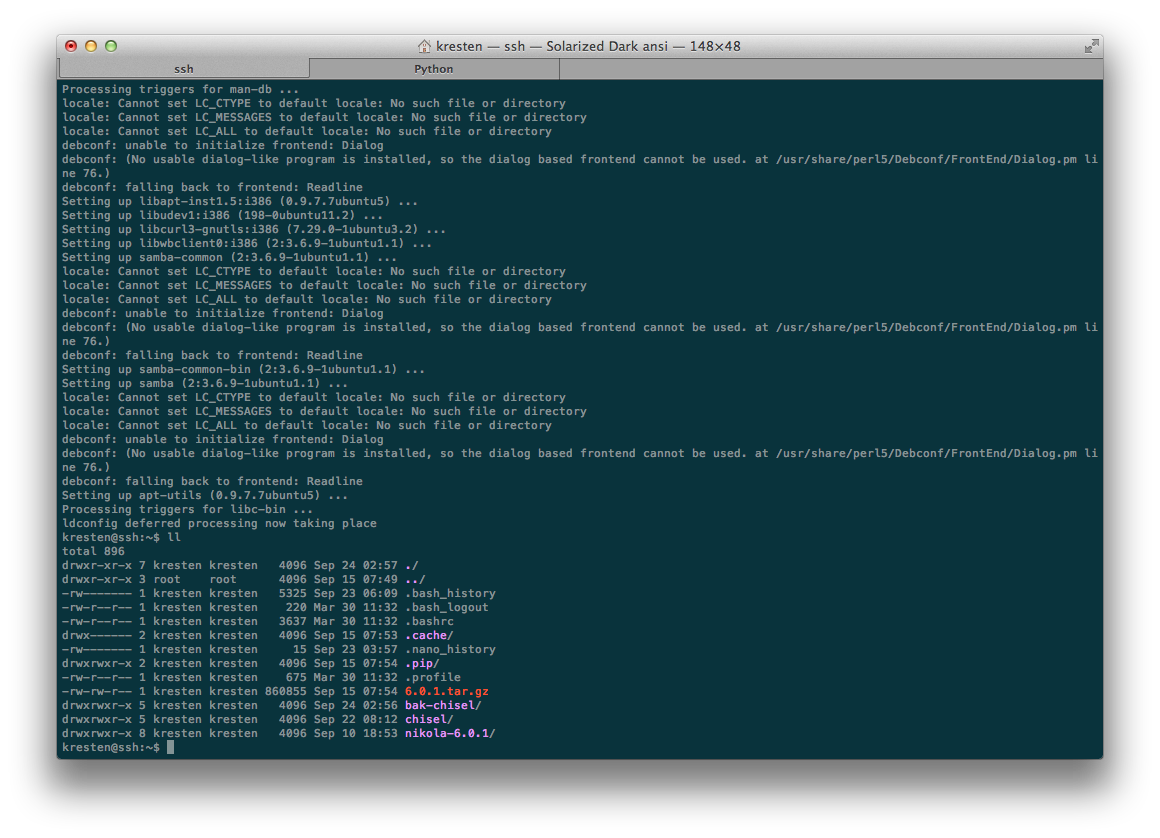 kresten — ssh — Solarized Dark ansi — 148×48
ssh Python
Processing triggers for man-db ...
locale: Cannot set LC_CTYPE to default locale: No such file or directory
locale: Cannot set LC_MESSAGES to default locale: No such file or directory
locale: Cannot set LC_ALL to default locale: No such file or directory
debconf: unable to initialize frontend: Dialog
debconf: (No usable dialog-like program is installed, so the dialog based frontend cannot be used. at /usr/share/perl5/Debconf/FrontEnd/Dialog.pm li
ne 76.)
debconf: falling back to frontend: Readline
Setting up libapt-inst1.5:i386 (0.9.7.7ubuntu5) ...
Setting up libudev1:i386 (198-0ubuntu11.2) ...
Setting up libcurl3-gnutls:i386 (7.29.0-1ubuntu3.2) ...
Setting up libwbclient0:i386 (2:3.6.9-1ubuntu1.1) ...
Setting up samba-common (2:3.6.9-1ubuntu1.1) ...
locale: Cannot set LC_CTYPE to default locale: No such file or directory
locale: Cannot set LC_MESSAGES to default locale: No such file or directory
locale: Cannot set LC_ALL to default locale: No such file or directory
debconf: unable to initialize frontend: Dialog
debconf: (No usable dialog-like program is installed, so the dialog based frontend cannot be used. at /usr/share/perl5/Debconf/FrontEnd/Dialog.pm li
ne 76.)
debconf: falling back to frontend: Readline
Setting up samba-common-bin (2:3.6.9-1ubuntu1.1) ...
Setting up samba (2:3.6.9-1ubuntu1.1) ...
locale: Cannot set LC_CTYPE to default locale: No such file or directory
locale: Cannot set LC_MESSAGES to default locale: No such file or directory
locale: Cannot set LC_ALL to default locale: No such file or directory
debconf: unable to initialize frontend: Dialog
debconf: (No usable dialog-like program is installed, so the dialog based frontend cannot be used. at /usr/share/perl5/Debconf/FrontEnd/Dialog.pm li
ne 76.)
debconf: falling back to frontend: Readline
Setting up apt-utils (0.9.7.7ubuntu5) ...
Processing triggers for libc-bin ...
ldconfig deferred processing now taking place
kresten@ssh:~$ ll
total 896
drwxr-xr-x 7 kresten kresten   4096 Sep 24 02:57 ./
drwxr-xr-x 3 root    root      4096 Sep 15 07:49 ../
-rw------- 1 kresten kresten   5325 Sep 23 06:09 .bash_history
-rw-r--r-- 1 kresten kresten    220 Mar 30 11:32 .bash_logout
-rw-r--r-- 1 kresten kresten   3637 Mar 30 11:32 .bashrc
drwx------ 2 kresten kresten   4096 Sep 15 07:53 .cache/
-rw------- 1 kresten kresten     15 Sep 23 03:57 .nano_history
drwxrwxr-x 2 kresten kresten   4096 Sep 15 07:54 .pip/
-rw-r--r-- 1 kresten kresten    675 Mar 30 11:32 .profile
-rw-rw-r-- 1 kresten kresten 860855 Sep 15 07:54 6.0.1.tar.gz
drwxrwxr-x 5 kresten kresten   4096 Sep 24 02:56 bak-chisel/
drwxrwxr-x 5 kresten kresten   4096 Sep 22 08:12 chisel/
drwxrwxr-x 8 kresten kresten   4096 Sep 10 18:53 nikola-6.0.1/
kresten@ssh:~$